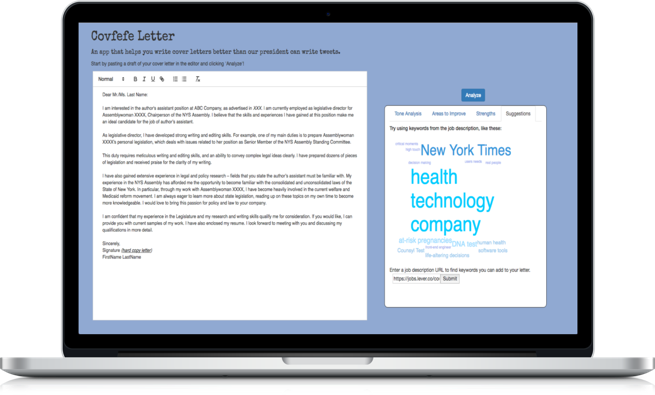 Covfefe Letter
An app that helps you write cover letters better than our president can write tweets.
Start by pasting a draft of your cover letter in the editor and clicking 'Analyze'!
Normal B I U
Dear Mr./Ms. Last Name:
I am interested in the author's assistant position at ABC Company, as advertised in XXX. I am currently employed as legislative director for
Assemblywoman XXXX, Chairperson of the NYS Assembly. I believe that the skills and experiences I have gained at this position make me
an ideal candidate for the job of author's assistant.
As legislative director, I have developed strong writing and editing skills. For example, one of my main duties is to prepare Assemblywoman
XXXX's personal legislation, which deals with issues related to her position as Senior Member of the NYS Assembly Standing Committee.
This duty requires meticulous writing and editing skills, and an ability to convey complex legal ideas clearly. I have prepared dozens of pieces
of legislation and received praise for the clarity of my writing.
I have also gained extensive experience in legal and policy research – fields that you state the author's assistant must be familiar with. My
experience in the NYS Assembly has afforded me the opportunity to become familiar with the consolidated and unconsolidated laws of the
State of New York. In particular, through my work with Assemblywoman XXXX, I have become heavily involved in the current welfare and
Medicaid reform movement. I am always eager to learn more about state legislation, reading up on these topics on my own time to become
more knowledgeable. I would love to bring this passion for policy and law to your company.
I am confident that my experience in the Legislature and my research and writing skills qualify me for consideration. If you would like, I can
provide you with current samples of my work. I have also enclosed my resume. I look forward to meeting with you and discussing my
qualifications in more detail.
Sincerely,
Signature (hard copy letter)
FirstName LastName
Analyze
Tone Analysis Areas to Improve Strengths Suggestions
Try using keywords from the job description, like these:
New York Times
health
technology
company
at-risk pregnancies DNA test human health
Counsyl Test software tools
life-altering decisions
Enter a job description URL to find keywords you can add to your letter.
https://jobs.lever.co/co Submit